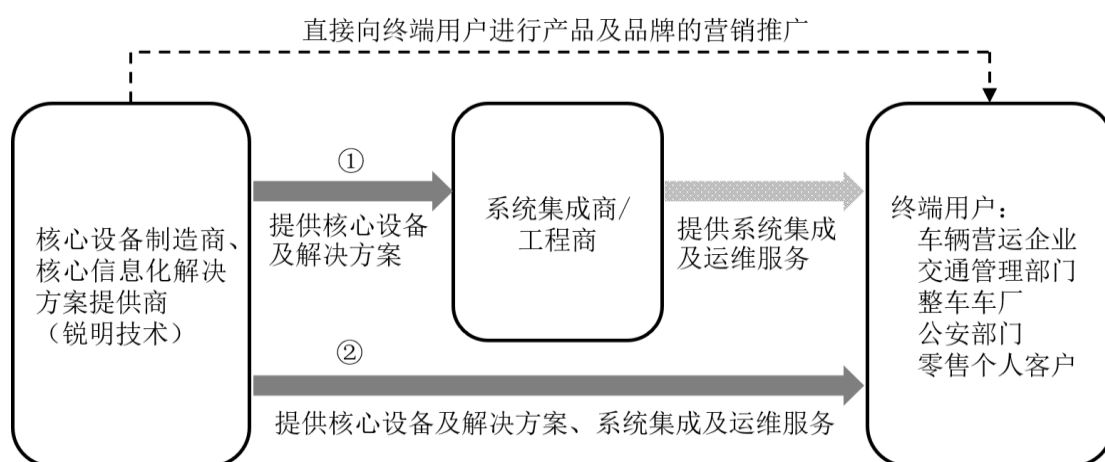 直接向终端用户进行产品及品牌的营销推广
核心设备制造商、
核心信息化解决
方案提供商
（锐明技术）
①
提供核心设备
及解决方案
系统集成商/
工程商
提供系统集成
及运维服务
②
提供核心设备及解决方案、系统集成及运维服务
终端用户：
车辆营运企业
交通管理部门
整车车厂
公安部门
零售个人客户